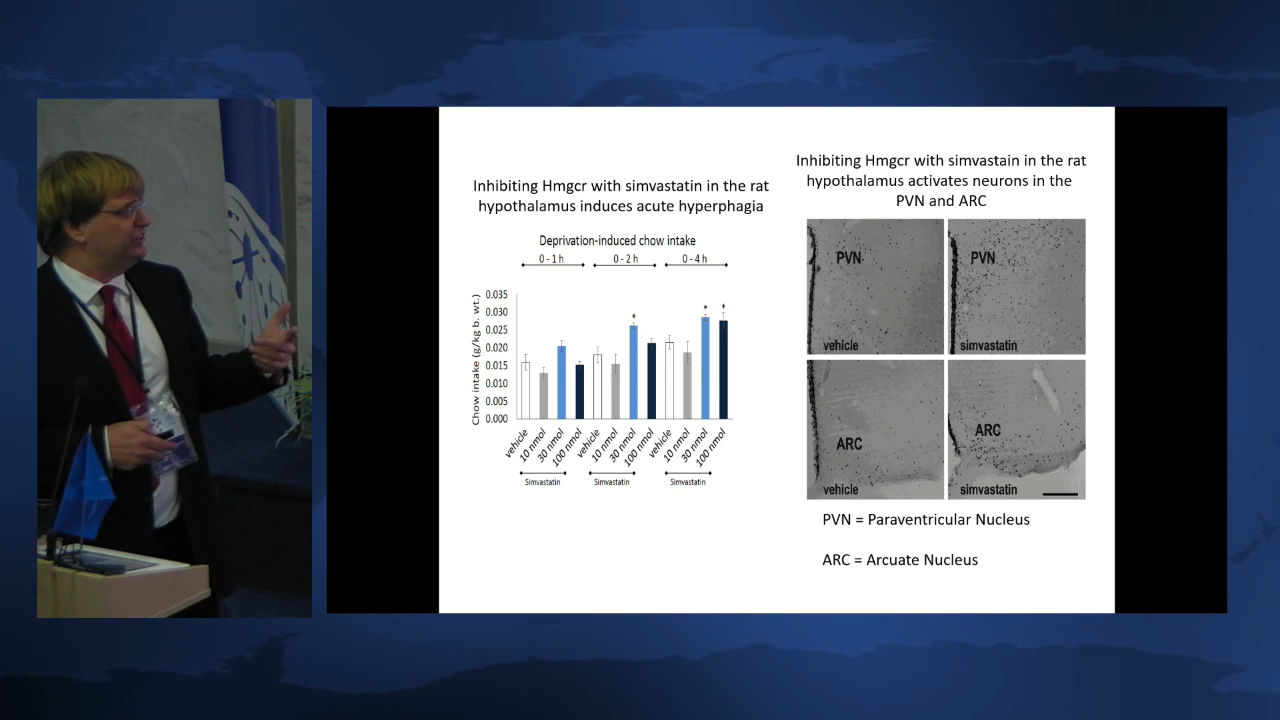 Inhibiting Hmgcr with simvastatin in the rat
hypothalamus induces acute hyperphagia
Deprivation-induced chow intake
0 - 1 h
0 - 2 h
0 - 4 h
Chow intake (g/kg b. wt.)
0.035
0.030
0.025
0.020
0.015
0.010
0.005
0.000
*
*
*
vehicle
10 nmol
30 nmol
100 nmol
vehicle
10 nmol
30 nmol
100 nmol
vehicle
10 nmol
30 nmol
100 nmol
Simvastatin
Simvastatin
Simvastatin
Inhibiting Hmgcr with simvastain in the rat
hypothalamus activates neurons in the
PVN and ARC
PVN
vehicle
PVN
simvastatin
ARC
vehicle
ARC
simvastatin
PVN = Paraventricular Nucleus
ARC = Arcuate Nucleus